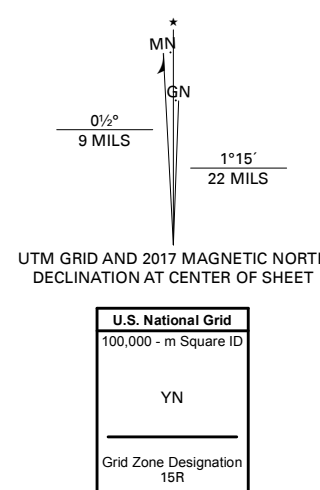 ★
MN
GN
0½°
9 MILS
1°15´
22 MILS
UTM GRID AND 2017 MAGNETIC NORTH
DECLINATION AT CENTER OF SHEET
U.S. National Grid
100,000 - m Square ID
YN
Grid Zone Designation
15R